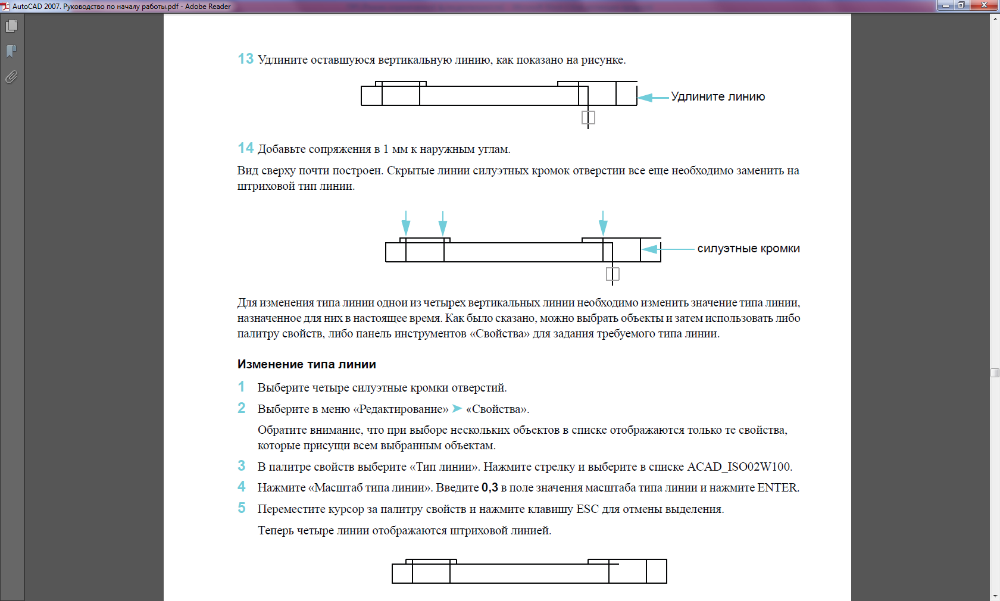 AutoCAD 2007. Руководство по началу работы.pdf - Adobe Reader
13 Удлините оставшуюся вертикальную линию, как показано на рисунке.
Удлините линию
14 Добавьте сопряжения в 1 мм к наружным углам.
Вид сверху почти построен. Скрытые линии силуэтных кромок отверстии все еще необходимо заменить на
штриховой тип линии.
силуэтные кромки
Для изменения типа линии однои из четырех вертикальных линии необходимо изменить значение типа линии,
назначенное для них в настоящее время. Как было сказано, можно выбрать объекты и затем использовать либо
палитру свойств, либо панель инструментов «Свойства» для задания требуемого типа линии.
Изменение типа линии
1 Выберите четыре силуэтные кромки отверстий.
2 Выберите в меню «Редактирование» ➤ «Свойства».
Обратите внимание, что при выборе нескольких объектов в списке отображаются только те свойства,
которые присущи всем выбранным объектам.
3 В палитре свойств выберите «Тип линии». Нажмите стрелку и выберите в списке ACAD_ISO02W100.
4 Нажмите «Масштаб типа линии». Введите 0,3 в поле значения масштаба типа линии и нажмите ENTER.
5 Переместите курсор за палитру свойств и нажмите клавишу ESC для отмены выделения.
Теперь четыре линии отображаются штриховой линией.